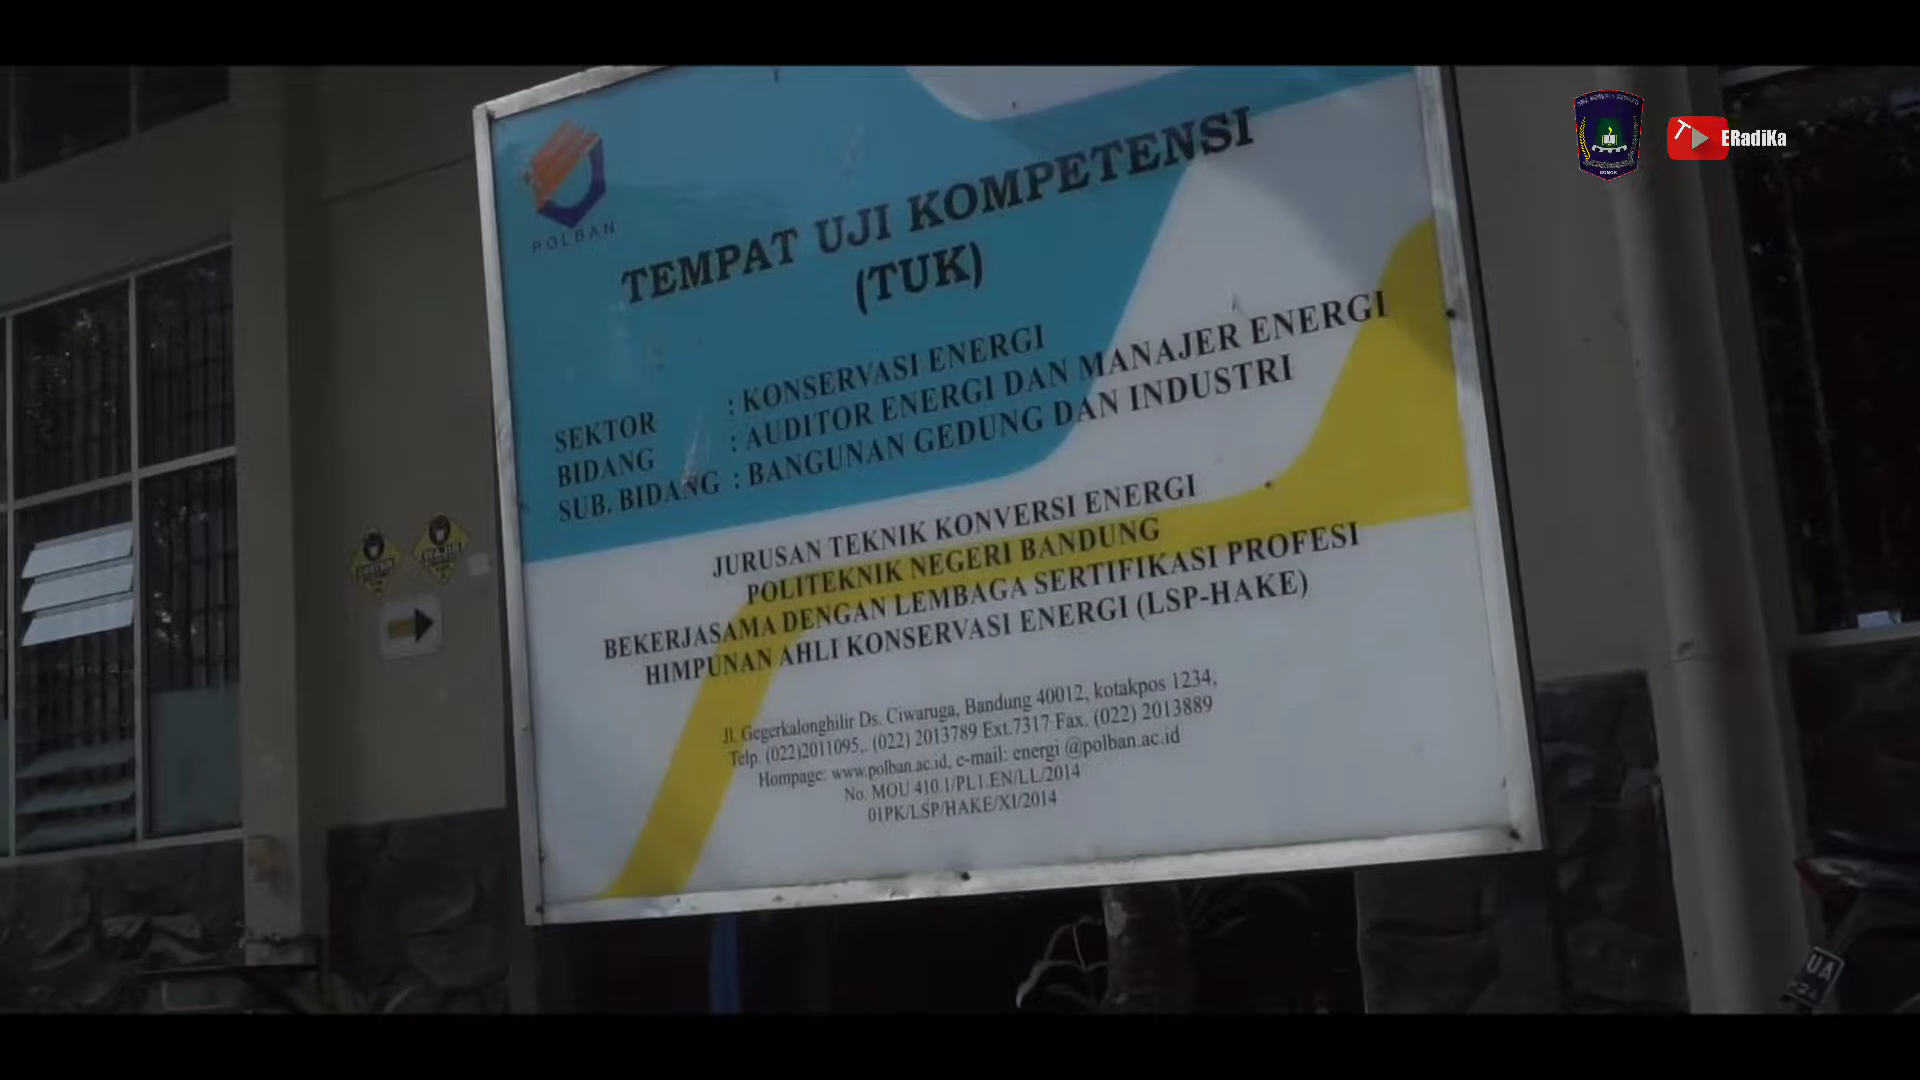 ERadiKa
POLBAN
TEMPAT UJI KOMPETENSI
(TUK)
SEKTOR : KONSERVASI ENERGI
BIDANG : AUDITOR ENERGI DAN MANAJER ENERGI
SUB. BIDANG : BANGUNAN GEDUNG DAN INDUSTRI
JURUSAN TEKNIK KONVERSI ENERGI
POLITEKNIK NEGERI BANDUNG
BEKERJASAMA DENGAN LEMBAGA SERTIFIKASI PROFESI
HIMPUNAN AHLI KONSERVASI ENERGI (LSP-HAKE)
Jl. Gegerkalonghilir Ds. Ciwaruga, Bandung 40012, kotakpos 1234,
Telp. (022)2011095,. (022) 2013789 Ext.7317 Fax. (022) 2013889
Hompage: www.polban.ac.id, e-mail: energi @polban.ac.id
No. MOU 410.1/PL1.EN/LL/2014
01PK/LSP/HAKE/XI/2014
WAJIB
UA